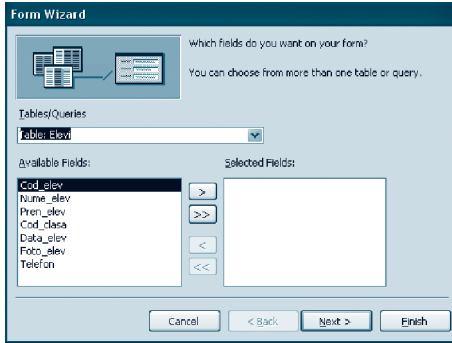 Form Wizard
Which fields do you want on your form?
You can choose from more than one table or query.
Tables/Queries
Table: Elevi
Available Fields:
Selected Fields:
Cod_elev
Nume_elev
Pren_elev
Cod_clasa
Data_elev
Foto_elev
Telefon
>
>>
<
<<
Cancel
< Back
Next >
Finish